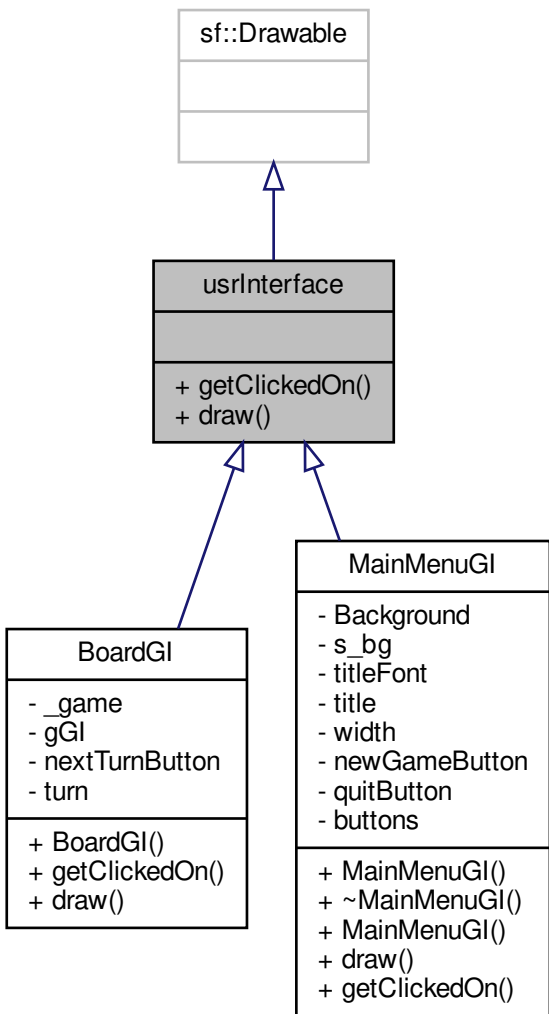 sf::Drawable
usrInterface
+ getClickedOn()
+ draw()
BoardGI
- _game
- gGI
- nextTurnButton
- turn
+ BoardGI()
+ getClickedOn()
+ draw()
MainMenuGI
- Background
- s_bg
- titleFont
- title
- width
- newGameButton
- quitButton
- buttons
+ MainMenuGI()
+ ~MainMenuGI()
+ MainMenuGI()
+ draw()
+ getClickedOn()